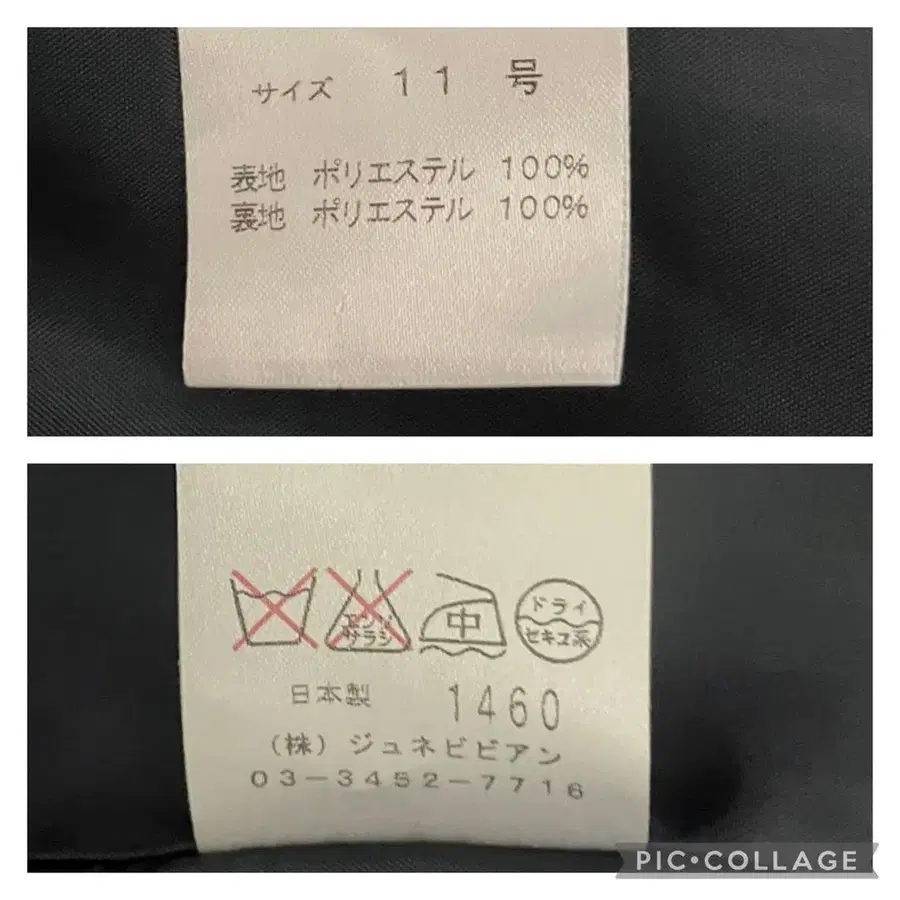 サイズ 11 号
表地 ポリエステル 100%
裏地 ポリエステル 100%
エンソ
サラシ
中
ドライ
セキユ系
日本製 1460
(株)ジュネビビアン
03-3452-7716
PIC•COLLAGE